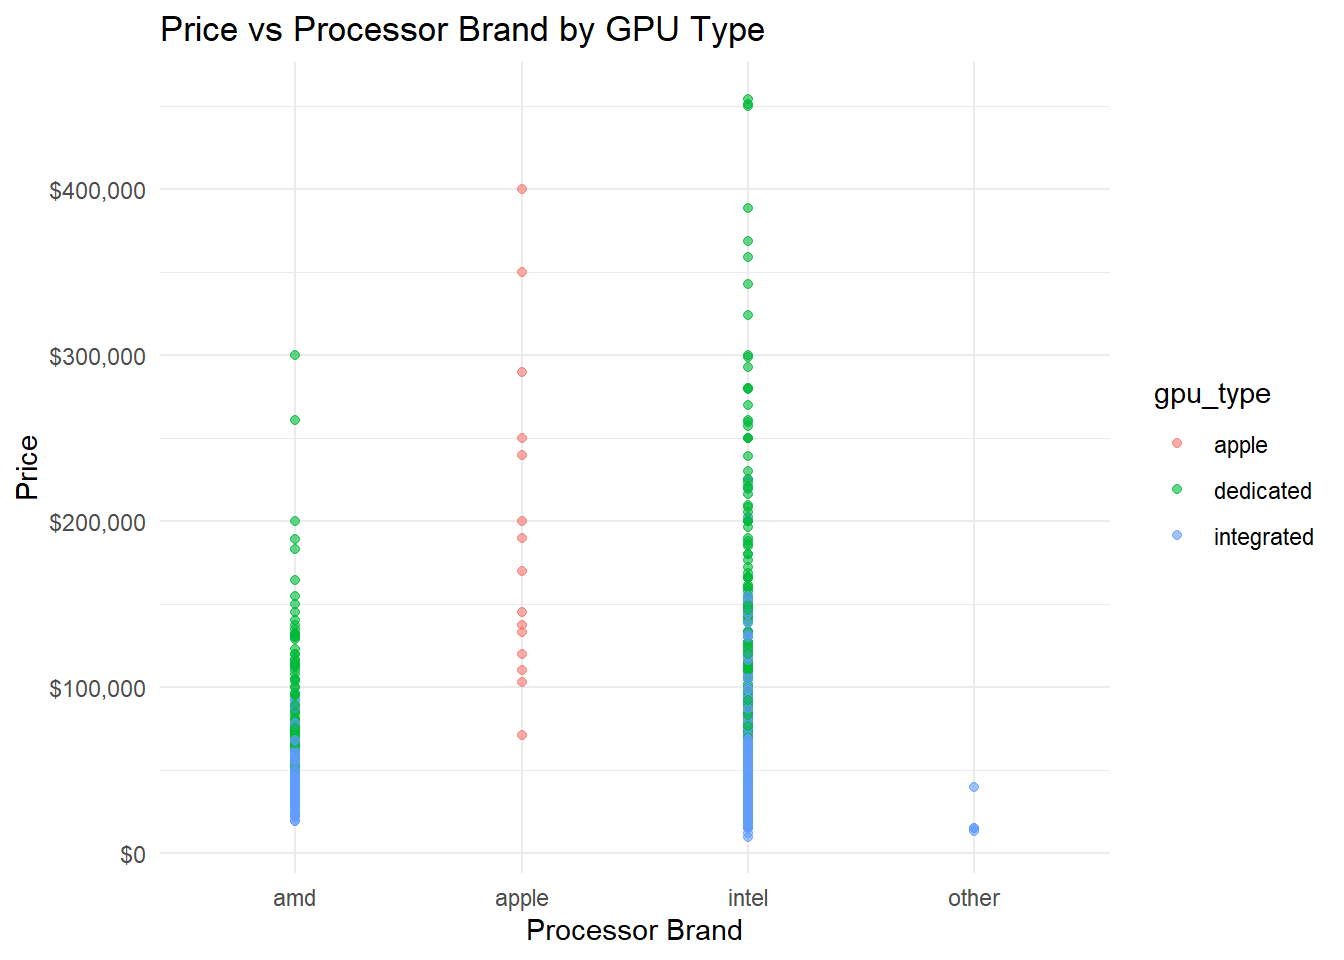 Price vs Processor Brand by GPU Type
Price
$400,000
$300,000
$200,000
$100,000
$0
amd
apple
intel
other
Processor Brand
gpu_type
apple
dedicated
integrated